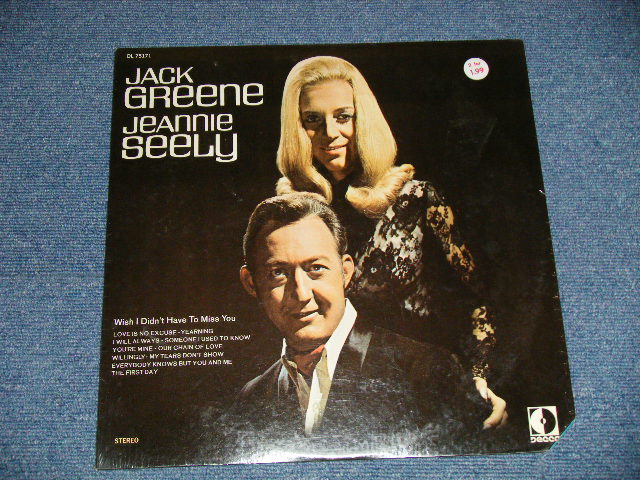 DL 75171
JACK
GREENE
JEANNIE
SEELY
2 for
1.99
Wish I Didn't Have To Miss You
LOVE IS NO EXCUSE - YEARNING
I WILL ALWAYS - SOMEONE I USED TO KNOW
YOU'RE MINE - OUR CHAIN OF LOVE
WILLINGLY - MY TEARS DON'T SHOW
EVERYBODY KNOWS BUT YOU AND ME
THE FIRST DAY
STEREO
DECCA